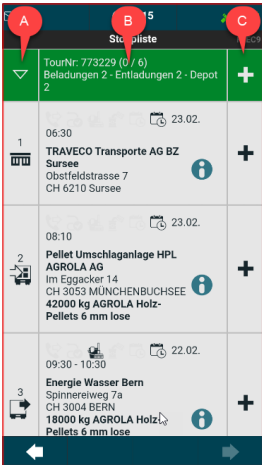 A
B
C
15
Stoppliste
TourNr: 773229 (0 / 6)
Beladungen 2 - Entladungen 2 - Depot
2
1
23.02.
06:30
TRAVECO Transporte AG BZ
Sursee
Obstfeldstrasse 7
CH 6210 Sursee
2
23.02.
08:10
Pellet Umschlaganlage HPL
AGROLA AG
Im Eggacker 14
CH 3053 MÜNCHENBUCHSEE
42000 kg AGROLA Holz-
Pellets 6 mm lose
3
22.02.
09:30 - 10:30
Energie Wasser Bern
Spinnereiweg 7a
CH 3004 BERN
18000 kg AGROLA Holz-
Pellets 6 mm lose